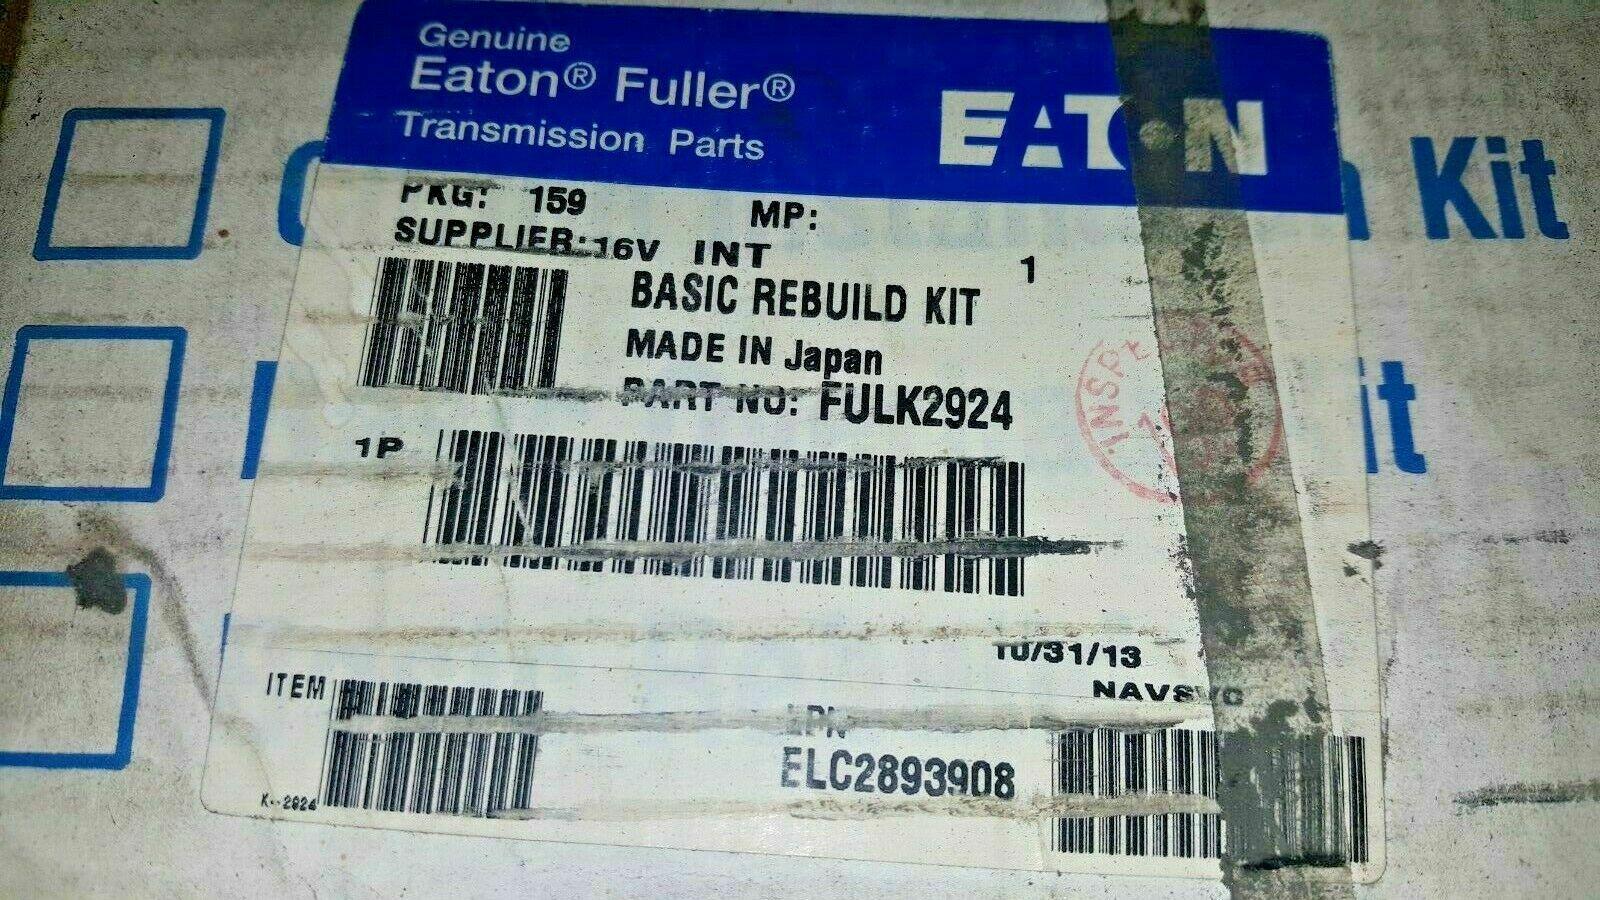 Genuine
Eaton® Fuller®
Transmission Parts
EATON
Kit
PKG: 159 MP:
SUPPLIER: 16V INT 1
BASIC REBUILD KIT
MADE IN Japan
PART NO: FULK2924
1P
10/31/13
NAVSVC
ITEM
LPN
ELC2893908
K--2924